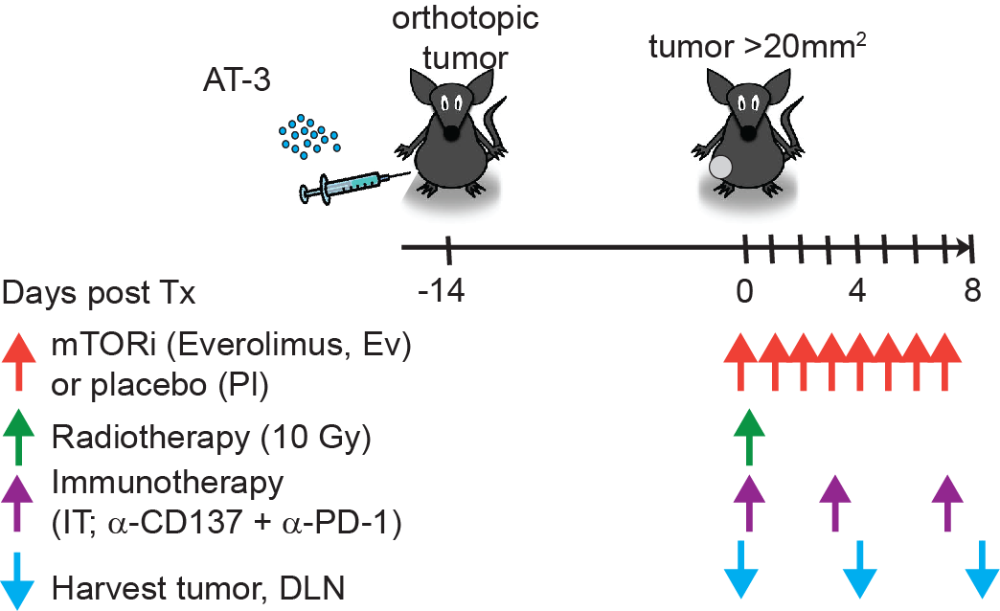 orthotopic
tumor
tumor >20mm²
AT-3
-14
0
4
8
Days post Tx
mTORi (Everolimus, Ev)
or placebo (Pl)
Radiotherapy (10 Gy)
Immunotherapy
(IT; α-CD137 + α-PD-1)
Harvest tumor, DLN